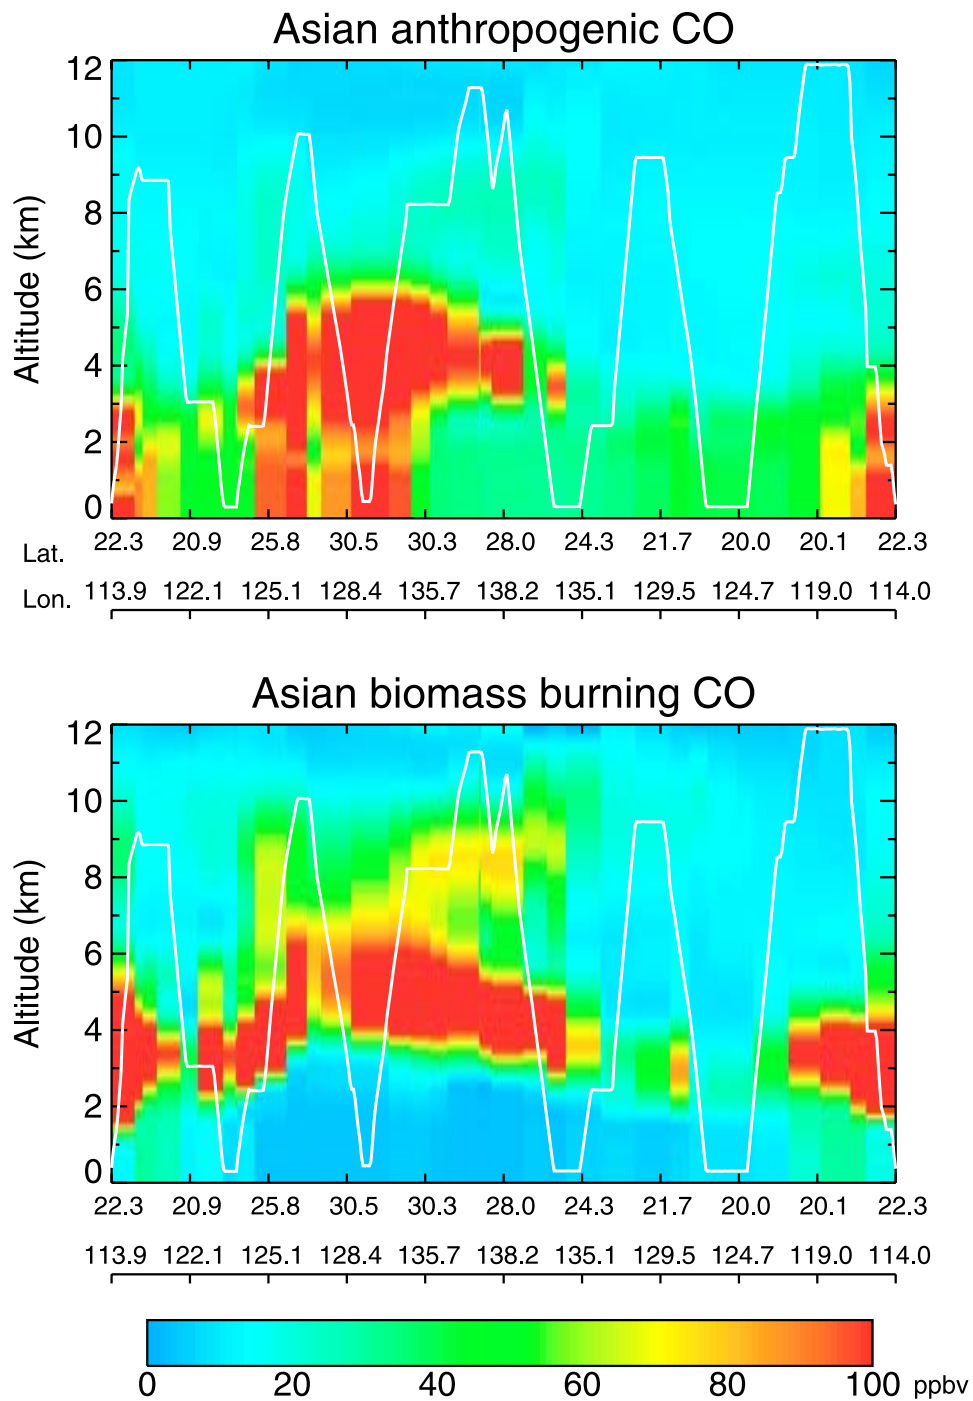 Asian anthropogenic CO
12
10
8
6
4
2
0
Altitude (km)
Lat. 22.3 20.9 25.8 30.5 30.3 28.0 24.3 21.7 20.0 20.1 22.3
Lon. 113.9 122.1 125.1 128.4 135.7 138.2 135.1 129.5 124.7 119.0 114.0
Asian biomass burning CO
12
10
8
6
4
2
0
Altitude (km)
22.3 20.9 25.8 30.5 30.3 28.0 24.3 21.7 20.0 20.1 22.3
113.9 122.1 125.1 128.4 135.7 138.2 135.1 129.5 124.7 119.0 114.0
0 20 40 60 80 100 ppbv